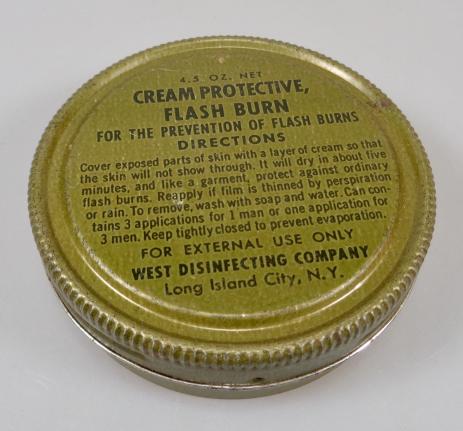 4.5 OZ. NET
CREAM PROTECTIVE,
FLASH BURN
FOR THE PREVENTION OF FLASH BURNS
DIRECTIONS
Cover exposed parts of skin with a layer of cream so that
the skin will not show through. It will dry in about five
minutes, and like a garment, protect against ordinary
flash burns. Reapply if film is thinned by perspiration
or rain. To remove, wash with soap and water. Can con-
tains 3 applications for 1 man or one application for
3 men. Keep tightly closed to prevent evaporation.
FOR EXTERNAL USE ONLY
WEST DISINFECTING COMPANY
Long Island City, N.Y.